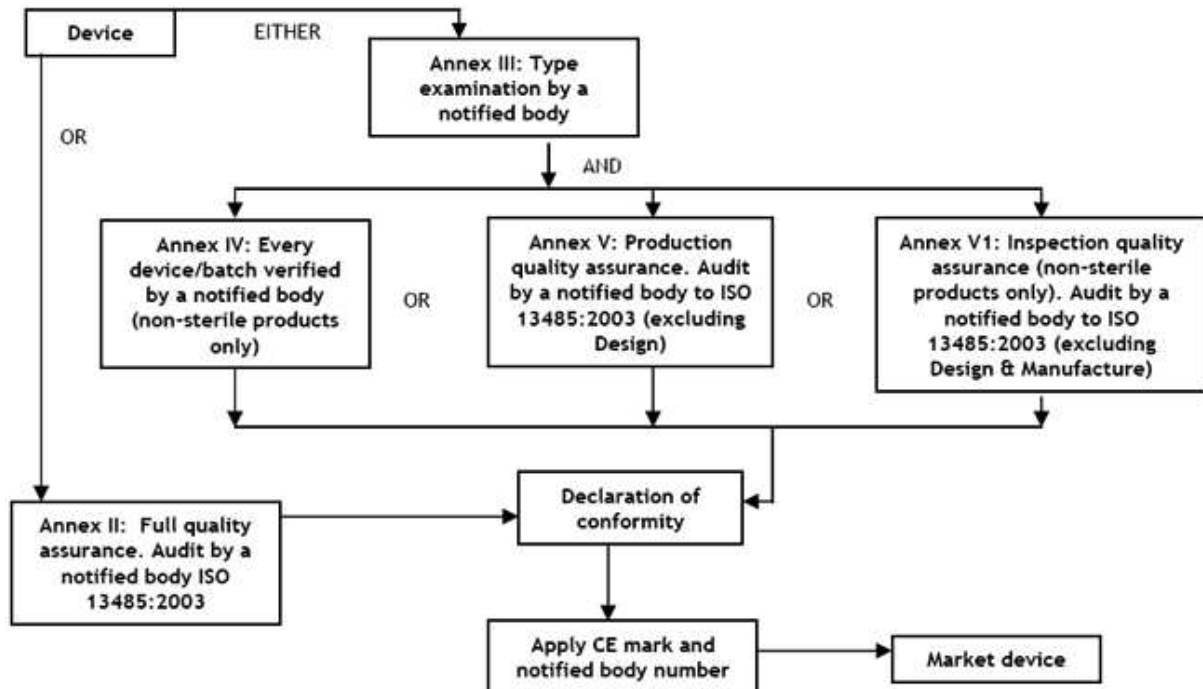 Device
EITHER
Annex III: Type
examination by a
notified body
OR
AND
Annex IV: Every
device/batch verified
by a notified body
(non-sterile products
only)
OR
Annex V: Production
quality assurance. Audit
by a notified body to ISO
13485:2003 (excluding
Design)
OR
Annex V1: Inspection quality
assurance (non-sterile
products only). Audit by a
notified body to ISO
13485:2003 (excluding
Design & Manufacture)
Annex II: Full quality
assurance. Audit by a
notified body ISO
13485:2003
Declaration of
conformity
Apply CE mark and
notified body number
Market device